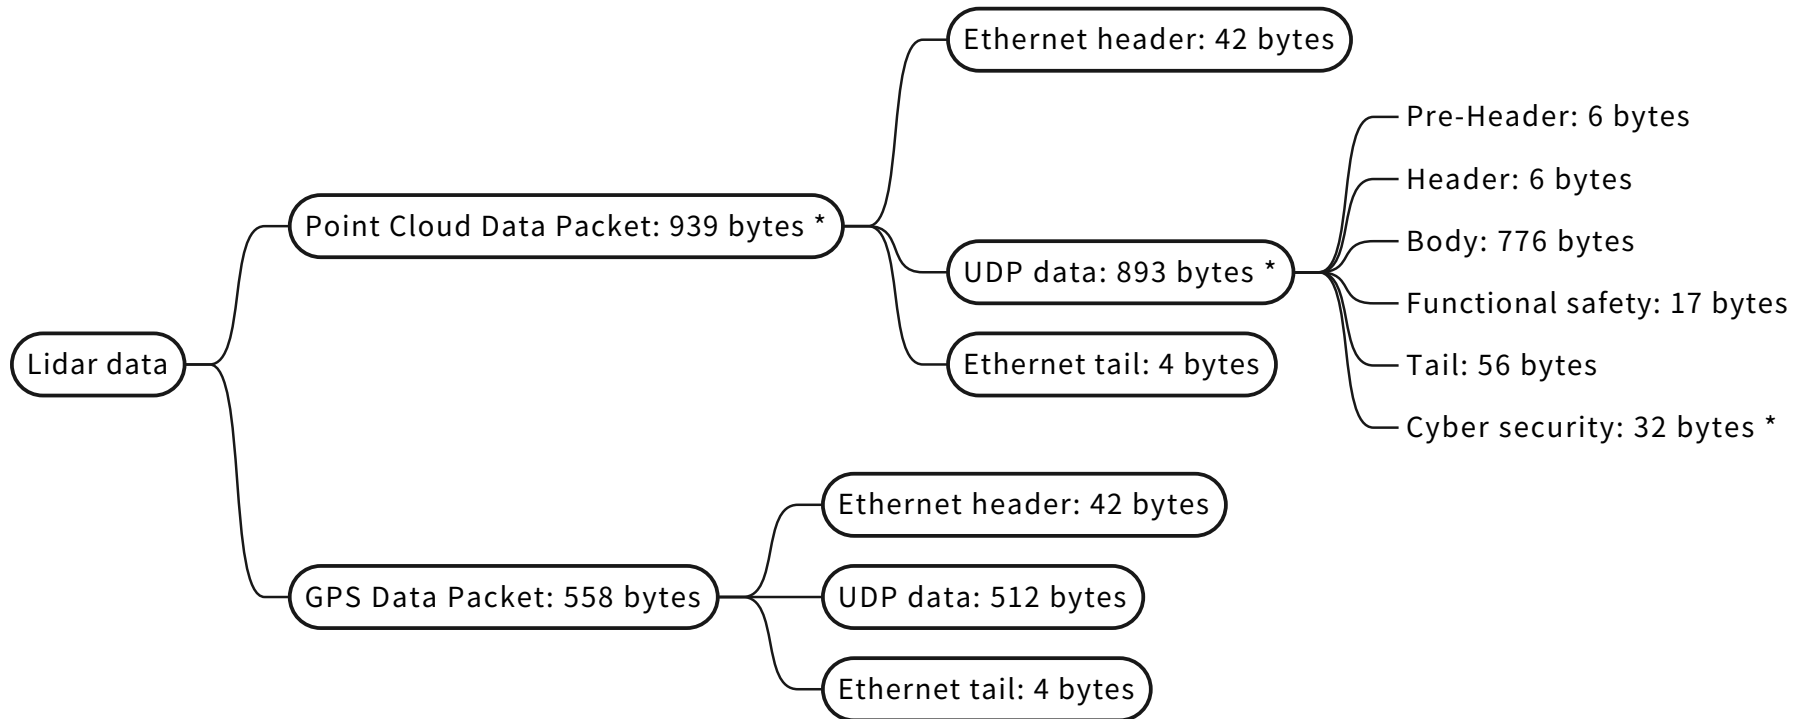 Lidar data
Point Cloud Data Packet: 939 bytes *
Ethernet header: 42 bytes
UDP data: 893 bytes *
Pre-Header: 6 bytes
Header: 6 bytes
Body: 776 bytes
Functional safety: 17 bytes
Tail: 56 bytes
Cyber security: 32 bytes *
Ethernet tail: 4 bytes
GPS Data Packet: 558 bytes
Ethernet header: 42 bytes
UDP data: 512 bytes
Ethernet tail: 4 bytes